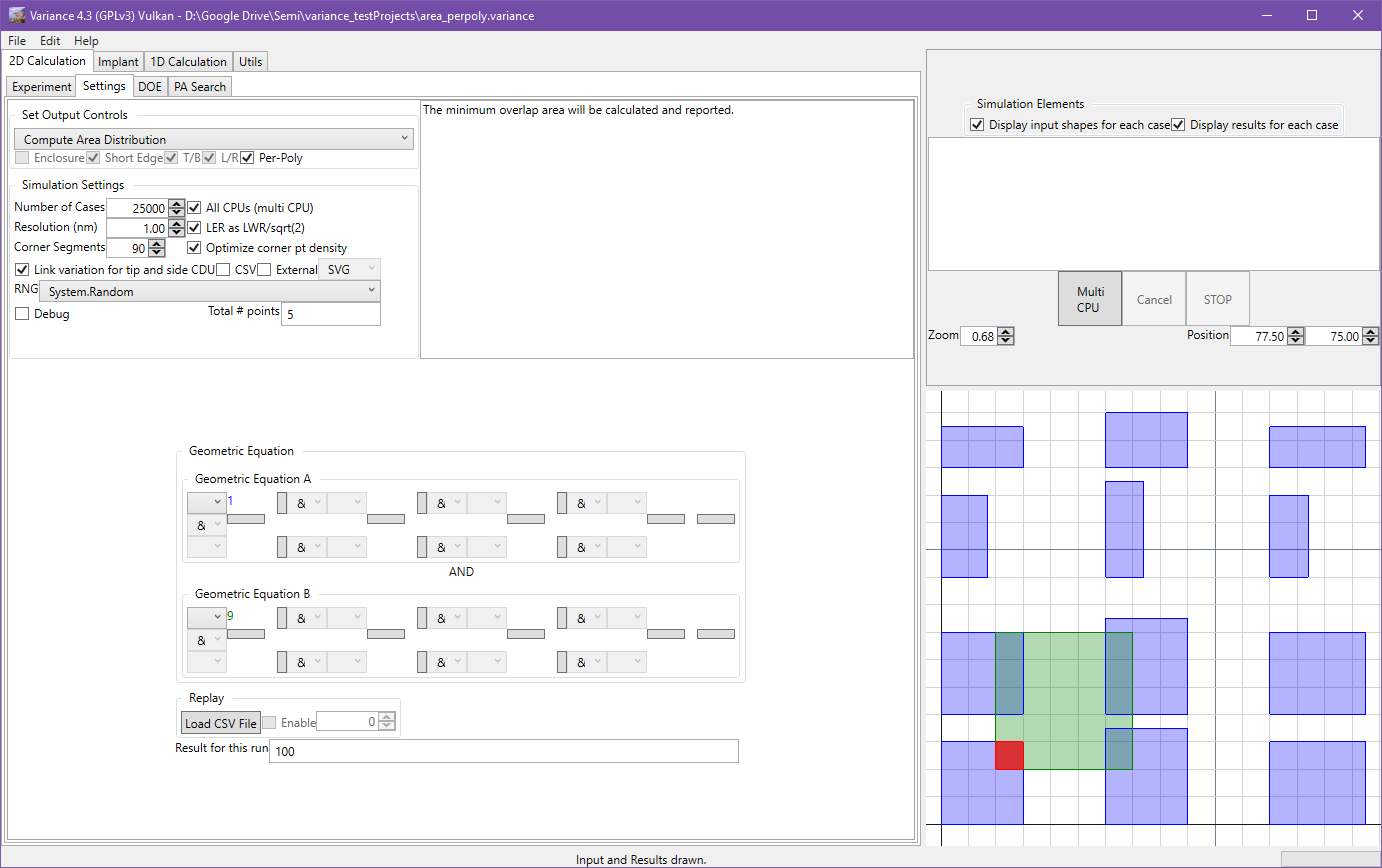 Variance 4.3 (GPLv3) Vulkan - D:\Google Drive\Semi\variance_testProjects\area_perpoly.variance
File Edit Help
2D Calculation Implant 1D Calculation Utils
Experiment Settings DOE PA Search
Set Output Controls
Compute Area Distribution
Enclosure Short Edge T/B L/R Per-Poly
The minimum overlap area will be calculated and reported.
Simulation Settings
Number of Cases 25000 All CPUs (multi CPU)
Resolution (nm) 1.00 LER as LWR/sqrt(2)
Corner Segments 90 Optimize corner pt density
Link variation for tip and side CDU CSV External SVG
RNG System.Random
Debug Total # points 5
Geometric Equation
Geometric Equation A
1 & & &
&
& & &
AND
Geometric Equation B
9 & & &
&
& & &
Replay
Load CSV File Enable 0
Result for this run 100
Simulation Elements
Display input shapes for each case Display results for each case
Multi CPU Cancel STOP
Zoom 0.68 Position 77.50 75.00
Input and Results drawn.